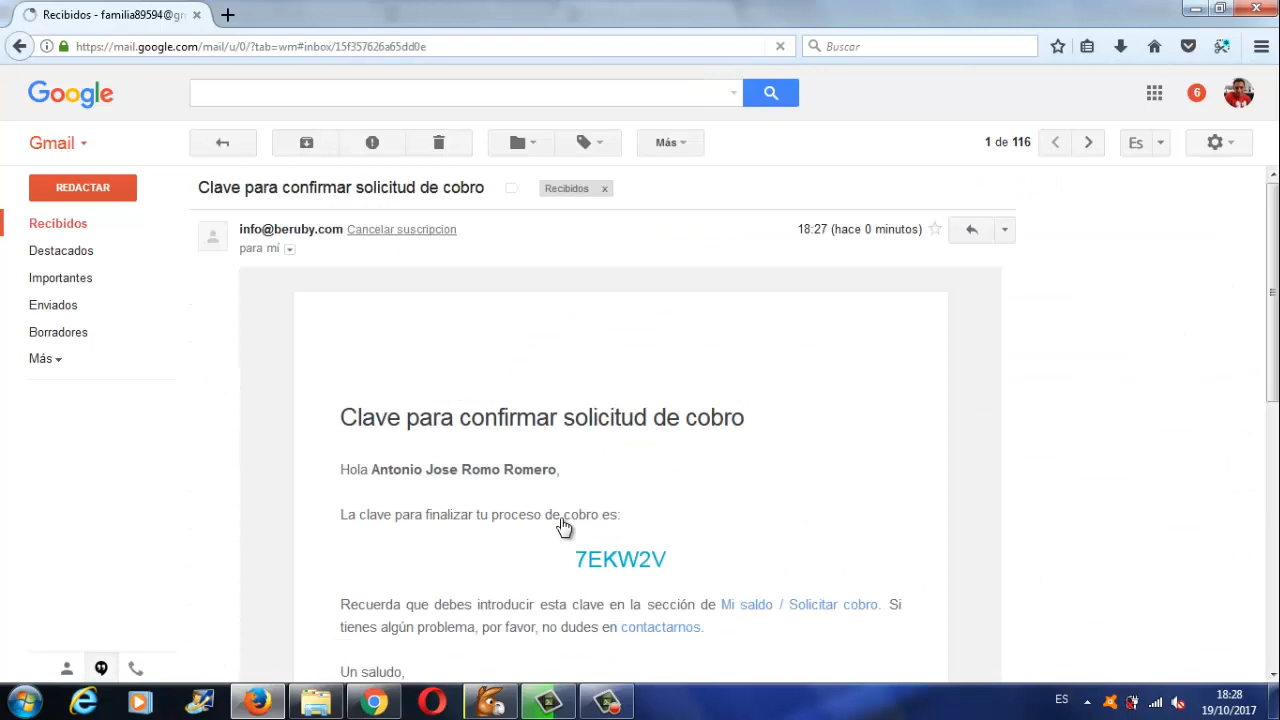 Recibidos - familia89594@gm
https://mail.google.com/mail/u/0/?tab=wm#inbox/15f357626a65dd0e
Buscar
Google
6
Gmail
Más
1 de 116
Es
REDACTAR
Clave para confirmar solicitud de cobro
Recibidos x
Recibidos
info@beruby.com Cancelar suscripcion
18:27 (hace 0 minutos)
para mí
Destacados
Importantes
Enviados
Borradores
Más
Clave para confirmar solicitud de cobro
Hola Antonio Jose Romo Romero,
La clave para finalizar tu proceso de cobro es:
7EKW2V
Recuerda que debes introducir esta clave en la sección de Mi saldo / Solicitar cobro. Si
tienes algún problema, por favor, no dudes en contactarnos.
Un saludo,
ES
18:28
19/10/2017